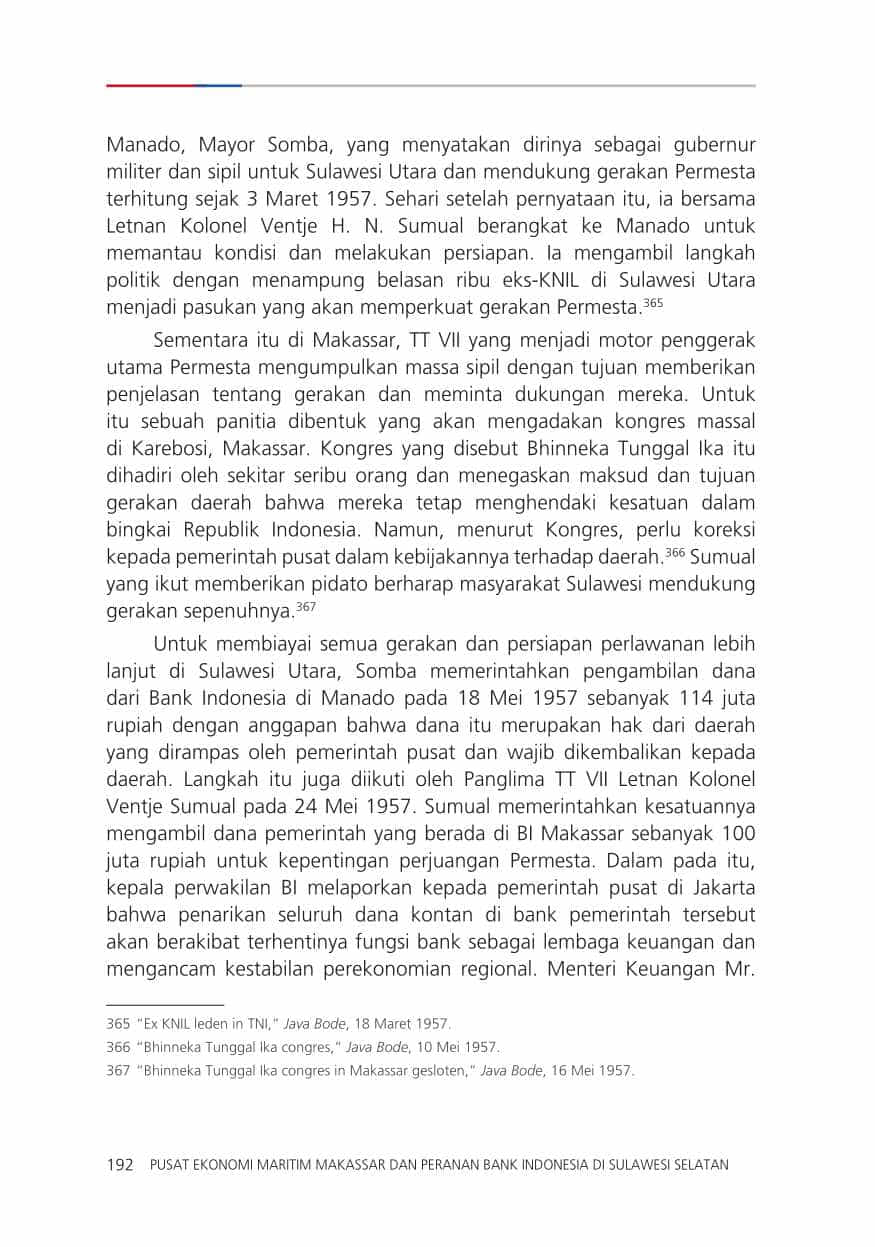 Manado, Mayor Somba, yang menyatakan dirinya sebagai gubernur
militer dan sipil untuk Sulawesi Utara dan mendukung gerakan Permesta
terhitung sejak 3 Maret 1957. Sehari setelah pernyataan itu, ia bersama
Letnan Kolonel Ventje H. N. Sumual berangkat ke Manado untuk
memantau kondisi dan melakukan persiapan. Ia mengambil langkah
politik dengan menampung belasan ribu eks-KNIL di Sulawesi Utara
menjadi pasukan yang akan memperkuat gerakan Permesta.365
Sementara itu di Makassar, TT VII yang menjadi motor penggerak
utama Permesta mengumpulkan massa sipil dengan tujuan memberikan
penjelasan tentang gerakan dan meminta dukungan mereka. Untuk
itu sebuah panitia dibentuk yang akan mengadakan kongres massal
di Karebosi, Makassar. Kongres yang disebut Bhinneka Tunggal Ika itu
dihadiri oleh sekitar seribu orang dan menegaskan maksud dan tujuan
gerakan daerah bahwa mereka tetap menghendaki kesatuan dalam
bingkai Republik Indonesia. Namun, menurut Kongres, perlu koreksi
kepada pemerintah pusat dalam kebijakannya terhadap daerah.366 Sumual
yang ikut memberikan pidato berharap masyarakat Sulawesi mendukung
gerakan sepenuhnya.367
Untuk membiayai semua gerakan dan persiapan perlawanan lebih
lanjut di Sulawesi Utara, Somba memerintahkan pengambilan dana
dari Bank Indonesia di Manado pada 18 Mei 1957 sebanyak 114 juta
rupiah dengan anggapan bahwa dana itu merupakan hak dari daerah
yang dirampas oleh pemerintah pusat dan wajib dikembalikan kepada
daerah. Langkah itu juga diikuti oleh Panglima TT VII Letnan Kolonel
Ventje Sumual pada 24 Mei 1957. Sumual memerintahkan kesatuannya
mengambil dana pemerintah yang berada di BI Makassar sebanyak 100
juta rupiah untuk kepentingan perjuangan Permesta. Dalam pada itu,
kepala perwakilan BI melaporkan kepada pemerintah pusat di Jakarta
bahwa penarikan seluruh dana kontan di bank pemerintah tersebut
akan berakibat terhentinya fungsi bank sebagai lembaga keuangan dan
mengancam kestabilan perekonomian regional. Menteri Keuangan Mr.
365 “Ex KNIL leden in TNI,” Java Bode, 18 Maret 1957.
366 “Bhinneka Tunggal Ika congres,” Java Bode, 10 Mei 1957.
367 “Bhinneka Tunggal Ika congres in Makassar gesloten,” Java Bode, 16 Mei 1957.
192 PUSAT EKONOMI MARITIM MAKASSAR DAN PERANAN BANK INDONESIA DI SULAWESI SELATAN